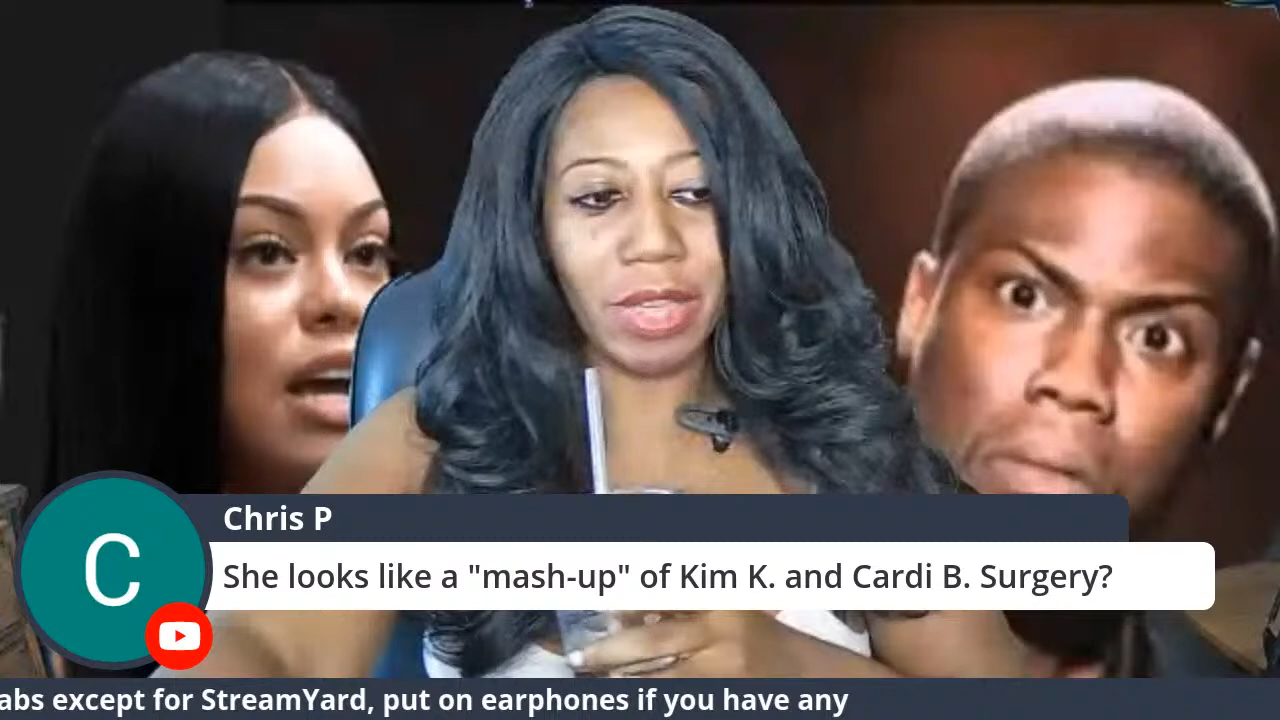 C
Chris P
She looks like a "mash-up" of Kim K. and Cardi B. Surgery?
abs except for StreamYard, put on earphones if you have any